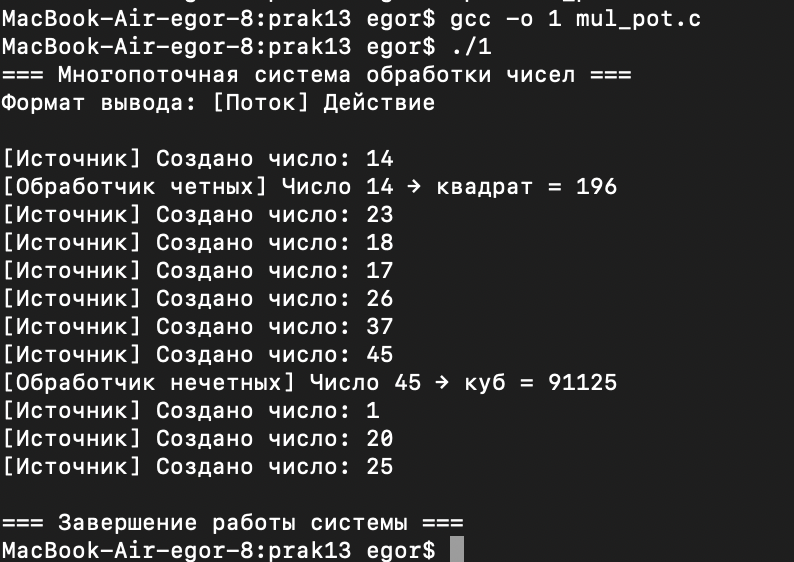 MacBook-Air-egor-8:prak13 egor$ gcc -o 1 mul_pot.c
MacBook-Air-egor-8:prak13 egor$ ./1
=== Многопоточная система обработки чисел ===
Формат вывода: [Поток] Действие
[Источник] Создано число: 14
[Обработчик четных] Число 14 → квадрат = 196
[Источник] Создано число: 23
[Источник] Создано число: 18
[Источник] Создано число: 17
[Источник] Создано число: 26
[Источник] Создано число: 37
[Источник] Создано число: 45
[Обработчик нечетных] Число 45 → куб = 91125
[Источник] Создано число: 1
[Источник] Создано число: 20
[Источник] Создано число: 25
=== Завершение работы системы ===
MacBook-Air-egor-8:prak13 egor$